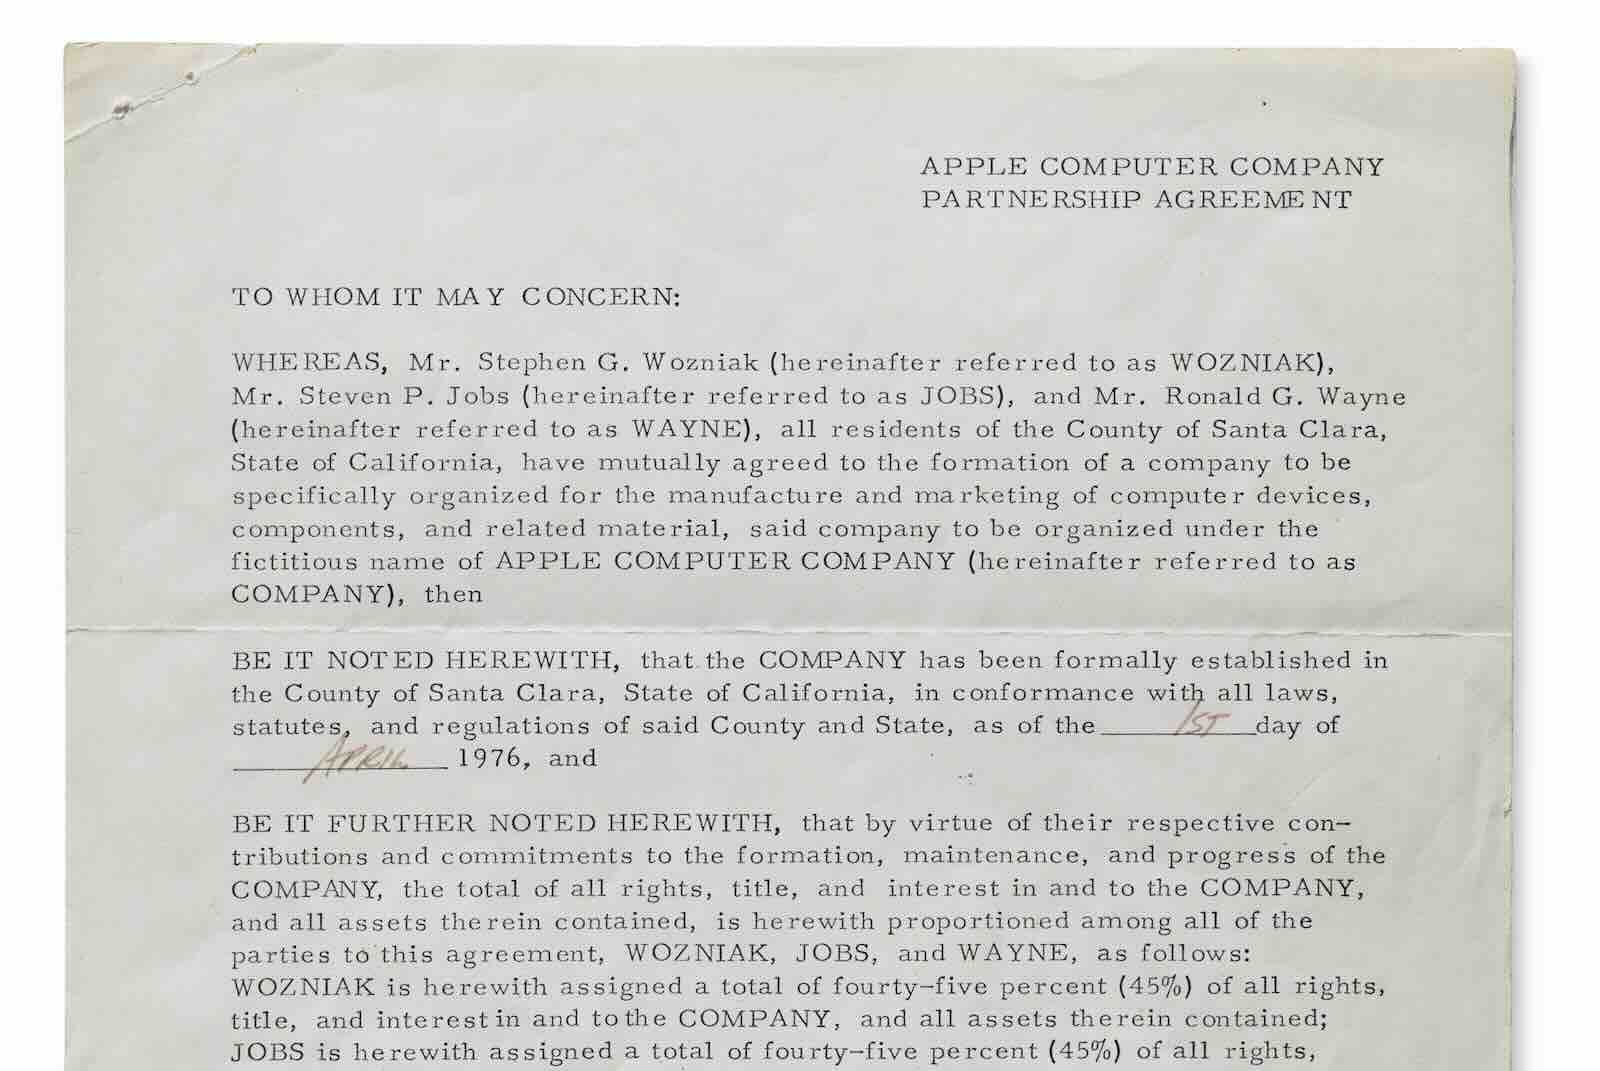 APPLE COMPUTER COMPANY
PARTNERSHIP AGREEMENT
TO WHOM IT MAY CONCERN:
WHEREAS, Mr. Stephen G. Wozniak (hereinafter referred to as WOZNIAK),
Mr. Steven P. Jobs (hereinafter referred to as JOBS), and Mr. Ronald G. Wayne
(hereinafter referred to as WAYNE), all residents of the County of Santa Clara,
State of California, have mutually agreed to the formation of a company to be
specifically organized for the manufacture and marketing of computer devices,
components, and related material, said company to be organized under the
fictitious name of APPLE COMPUTER COMPANY (hereinafter referred to as
COMPANY), then
BE IT NOTED HEREWITH, that the COMPANY has been formally established in
the County of Santa Clara, State of California, in conformance with all laws,
statutes, and regulations of said County and State, as of the 1ST day of
APRIL 1976, and
BE IT FURTHER NOTED HEREWITH, that by virtue of their respective con-
tributions and commitments to the formation, maintenance, and progress of the
COMPANY, the total of all rights, title, and interest in and to the COMPANY,
and all assets therein contained, is herewith proportioned among all of the
parties to this agreement, WOZNIAK, JOBS, and WAYNE, as follows:
WOZNIAK is herewith assigned a total of fourty-five percent (45%) of all rights,
title, and interest in and to the COMPANY, and all assets therein contained;
JOBS is herewith assigned a total of fourty-five percent (45%) of all rights,